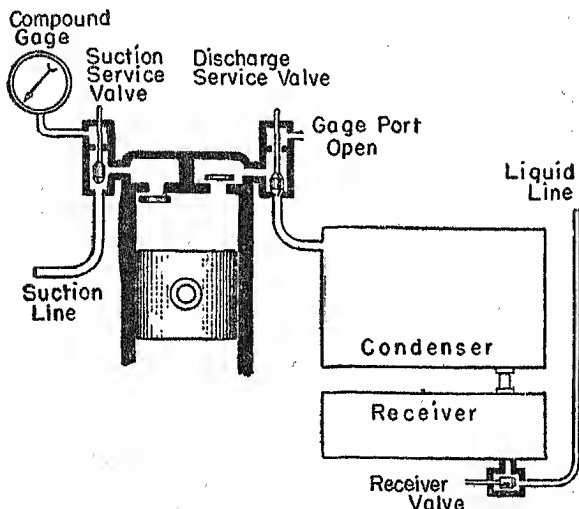 Compound
Gage
Suction
Service
Valve
Discharge
Service Valve
Gage Port
Open
Liquid
Line
Suction
Line
Condenser
Receiver
Receiver
Valve